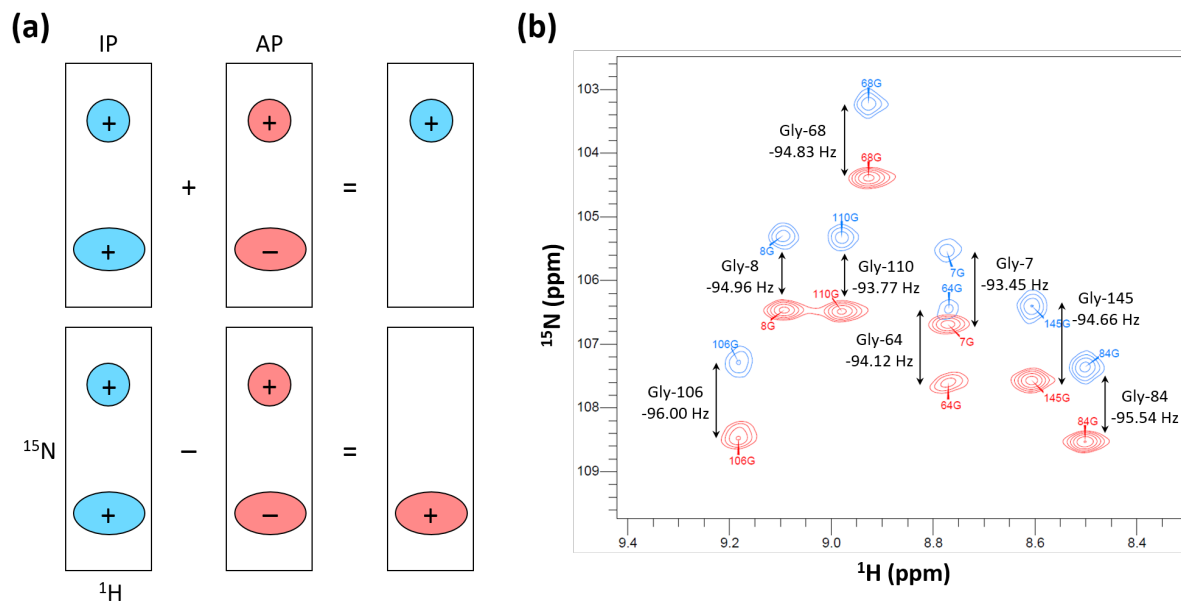 (a)
IP AP
+ + +
+ =
+ −
+ + 
− =
15N
+ − +
1H
(b)
103
104
105
106
107
108
109
15N (ppm)
68G
Gly-68
-94.83 Hz
68G
110G
8G
Gly-8
-94.96 Hz
Gly-110
-93.77 Hz
7G
Gly-7
-93.45 Hz
64G
110G
8G
7G
145G
Gly-145
-94.66 Hz
Gly-64
-94.12 Hz
106G
84G
Gly-106
-96.00 Hz
64G
145G
Gly-84
-95.54 Hz
84G
106G
9.4 9.2 9.0 8.8 8.6 8.4
1H (ppm)